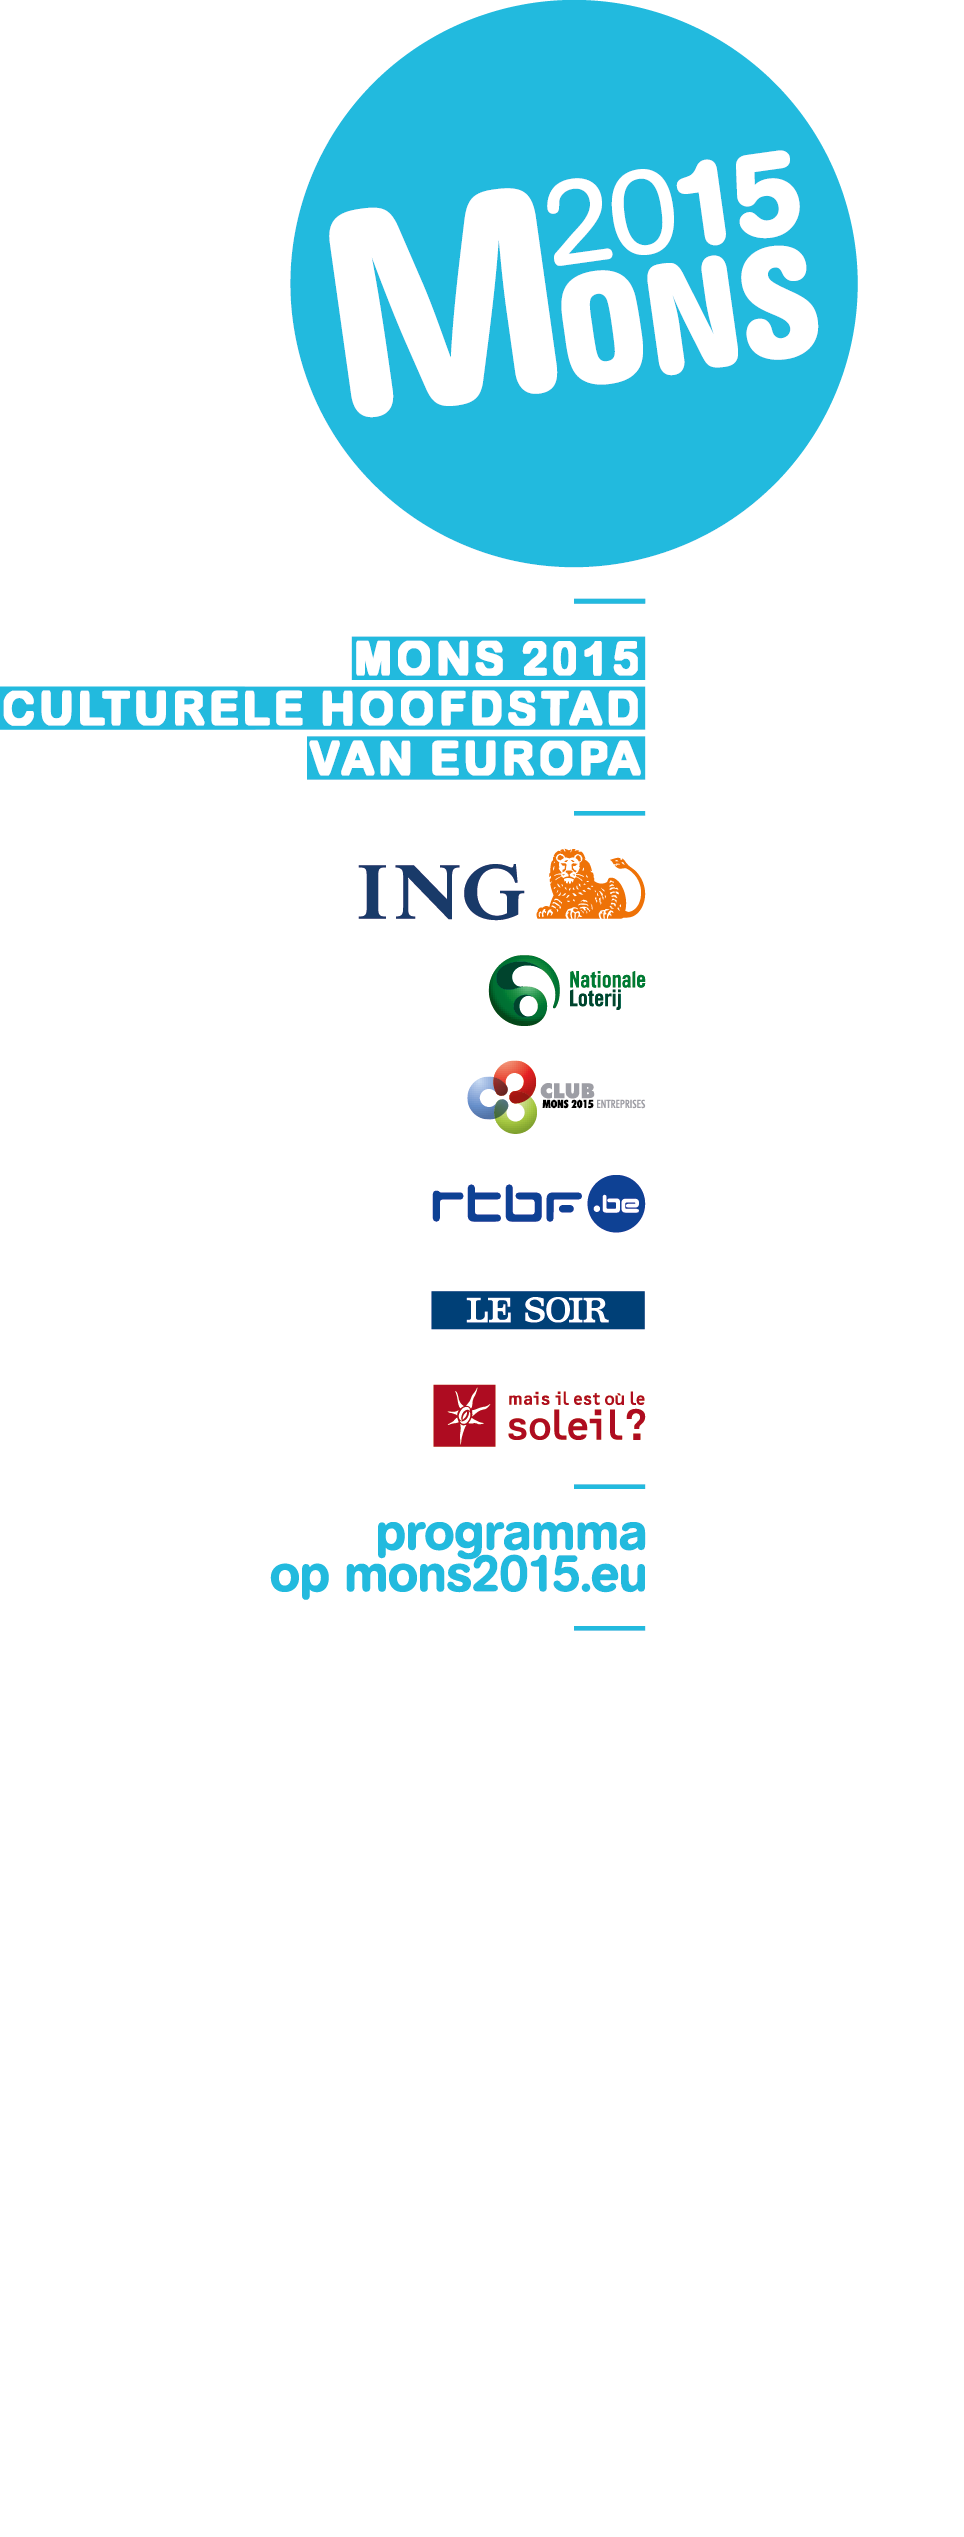 2015
MONS
MONS 2015
CULTURELE HOOFDSTAD
VAN EUROPA
ING
Nationale
Loterij
CLUB
MONS 2015 ENTREPRISES
rtbf.be
LE SOIR
mais il est où le
soleil?
programma
op mons2015.eu